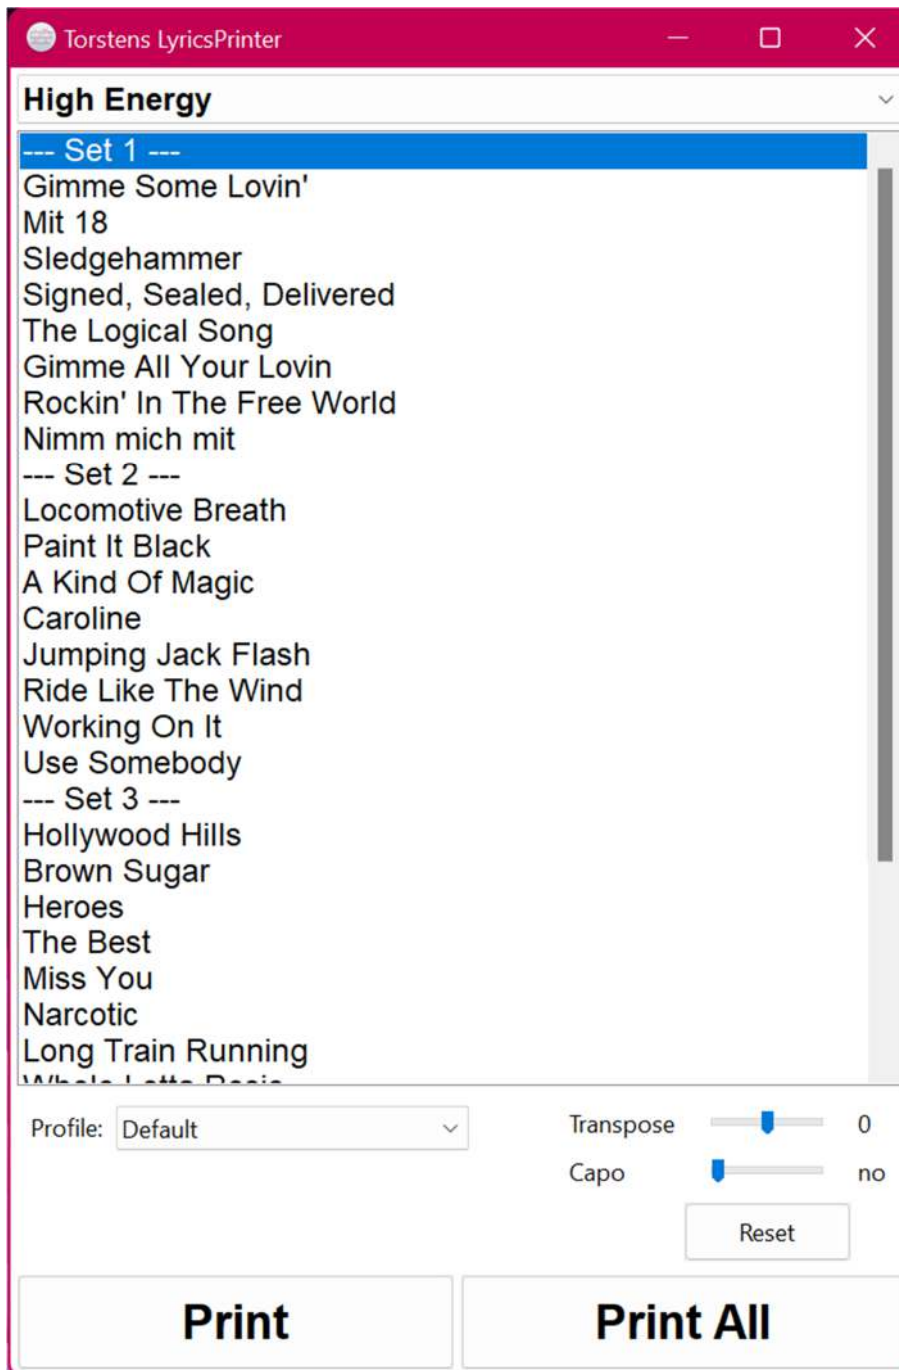 Torstens LyricsPrinter
High Energy
--- Set 1 ---
Gimme Some Lovin'
Mit 18
Sledgehammer
Signed, Sealed, Delivered
The Logical Song
Gimme All Your Lovin
Rockin' In The Free World
Nimm mich mit
--- Set 2 ---
Locomotive Breath
Paint It Black
A Kind Of Magic
Caroline
Jumping Jack Flash
Ride Like The Wind
Working On It
Use Somebody
--- Set 3 ---
Hollywood Hills
Brown Sugar
Heroes
The Best
Miss You
Narcotic
Long Train Running
Whole Lotta Rosie
Profile: Default Transpose 0
Capo no
Reset
Print Print All